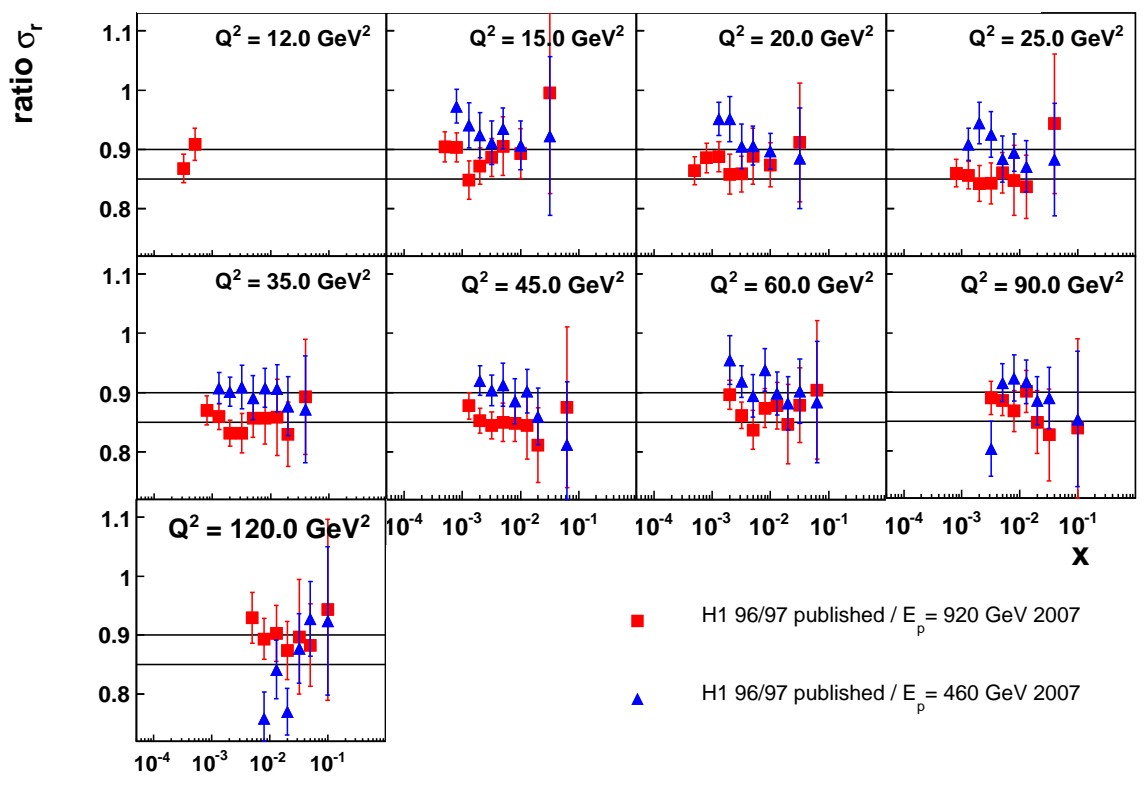 ratio σr
Q2 = 12.0 GeV2
Q2 = 15.0 GeV2
Q2 = 20.0 GeV2
Q2 = 25.0 GeV2
1.1
1
0.9
0.8
Q2 = 35.0 GeV2
Q2 = 45.0 GeV2
Q2 = 60.0 GeV2
Q2 = 90.0 GeV2
1.1
1
0.9
0.8
Q2 = 120.0 GeV2
10-4 10-3 10-2 10-1
10-4 10-3 10-2 10-1
10-4 10-3 10-2 10-1
x
1.1
1
0.9
0.8
H1 96/97 published / Ep= 920 GeV 2007
H1 96/97 published / Ep= 460 GeV 2007
10-4 10-3 10-2 10-1